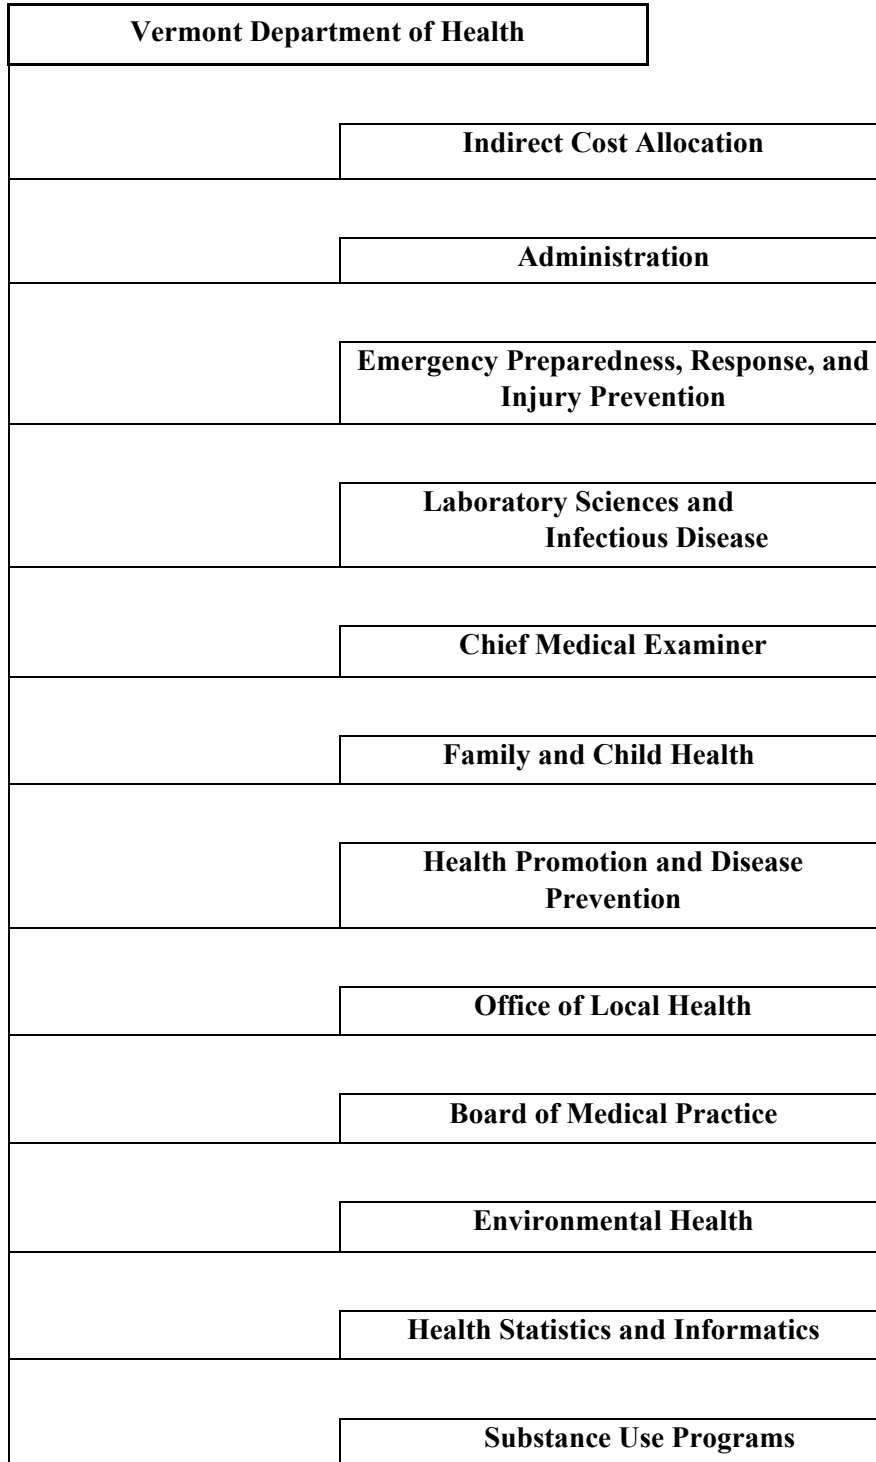 Vermont Department of Health
Indirect Cost Allocation
Administration
Emergency Preparedness, Response, and
Injury Prevention
Laboratory Sciences and
Infectious Disease
Chief Medical Examiner
Family and Child Health
Health Promotion and Disease
Prevention
Office of Local Health
Board of Medical Practice
Environmental Health
Health Statistics and Informatics
Substance Use Programs